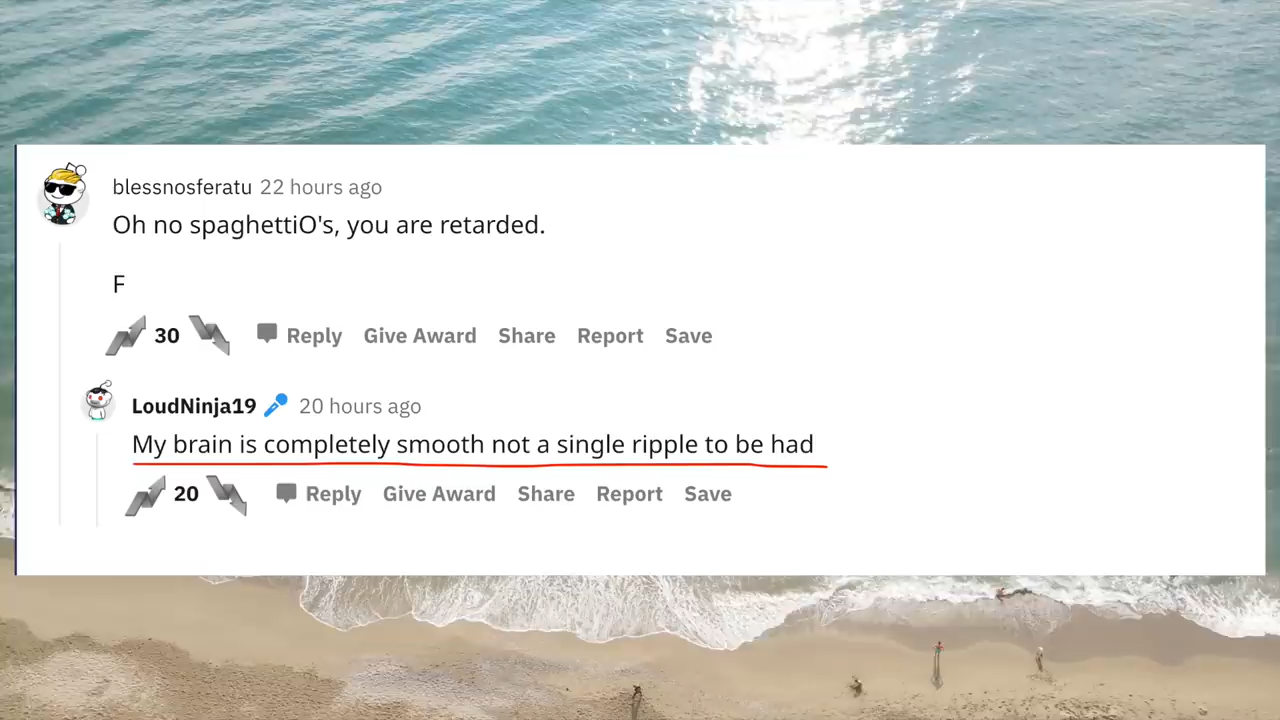 blessnosferatu 22 hours ago
Oh no spaghettiO's, you are retarded.
F
30 Reply Give Award Share Report Save
LoudNinja19 20 hours ago
My brain is completely smooth not a single ripple to be had
20 Reply Give Award Share Report Save